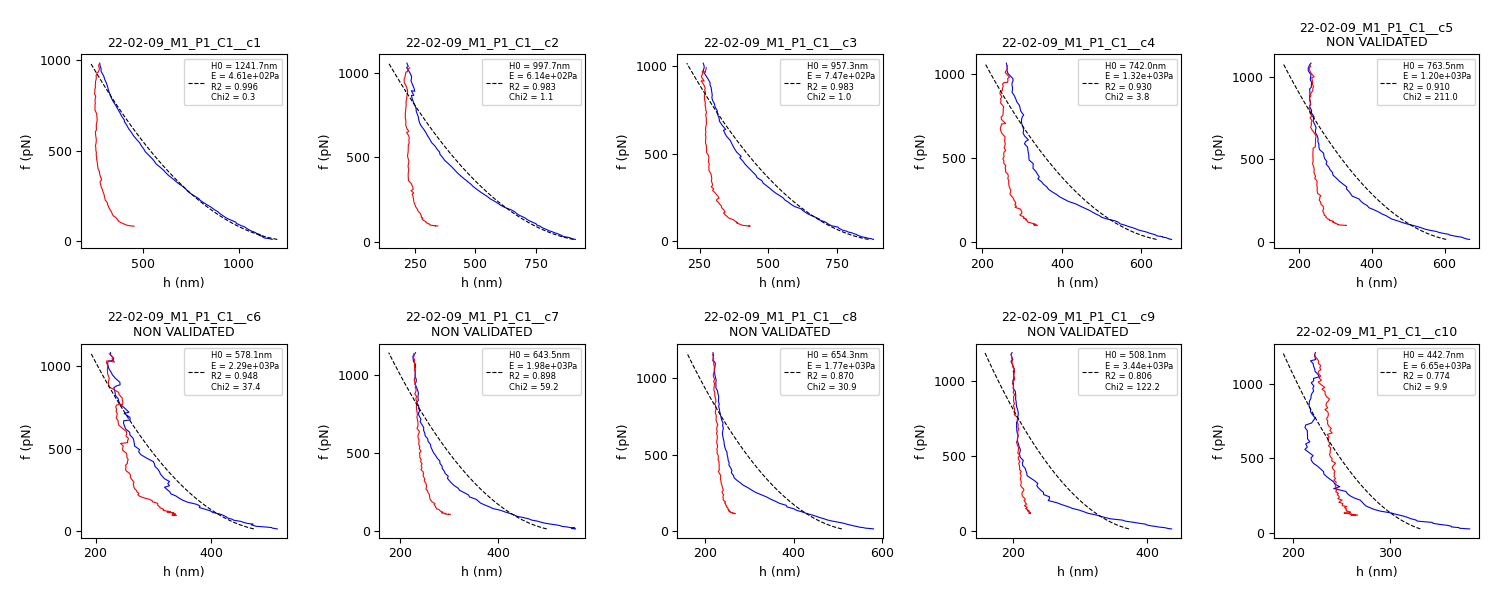 22-02-09_M1_P1_C1__c1
H0 = 1241.7nm
E = 4.61e+02Pa
R2 = 0.996
Chi2 = 0.3
1000
500
0
f (pN)
500
1000
h (nm)
22-02-09_M1_P1_C1__c2
H0 = 997.7nm
E = 6.14e+02Pa
R2 = 0.983
Chi2 = 1.1
1000
500
0
f (pN)
250
500
750
h (nm)
22-02-09_M1_P1_C1__c3
H0 = 957.3nm
E = 7.47e+02Pa
R2 = 0.983
Chi2 = 1.0
1000
500
0
f (pN)
250
500
750
h (nm)
22-02-09_M1_P1_C1__c4
H0 = 742.0nm
E = 1.32e+03Pa
R2 = 0.930
Chi2 = 3.8
1000
500
0
f (pN)
200
400
600
h (nm)
22-02-09_M1_P1_C1__c5
NON VALIDATED
H0 = 763.5nm
E = 1.20e+03Pa
R2 = 0.910
Chi2 = 211.0
1000
500
0
f (pN)
200
400
600
h (nm)
22-02-09_M1_P1_C1__c6
NON VALIDATED
H0 = 578.1nm
E = 2.29e+03Pa
R2 = 0.948
Chi2 = 37.4
1000
500
0
f (pN)
200
400
h (nm)
22-02-09_M1_P1_C1__c7
NON VALIDATED
H0 = 643.5nm
E = 1.98e+03Pa
R2 = 0.898
Chi2 = 59.2
1000
500
0
f (pN)
200
400
h (nm)
22-02-09_M1_P1_C1__c8
NON VALIDATED
H0 = 654.3nm
E = 1.77e+03Pa
R2 = 0.870
Chi2 = 30.9
1000
500
0
f (pN)
200
400
600
h (nm)
22-02-09_M1_P1_C1__c9
NON VALIDATED
H0 = 508.1nm
E = 3.44e+03Pa
R2 = 0.806
Chi2 = 122.2
1000
500
0
f (pN)
200
400
h (nm)
22-02-09_M1_P1_C1__c10
H0 = 442.7nm
E = 6.65e+03Pa
R2 = 0.774
Chi2 = 9.9
1000
500
0
f (pN)
200
300
h (nm)